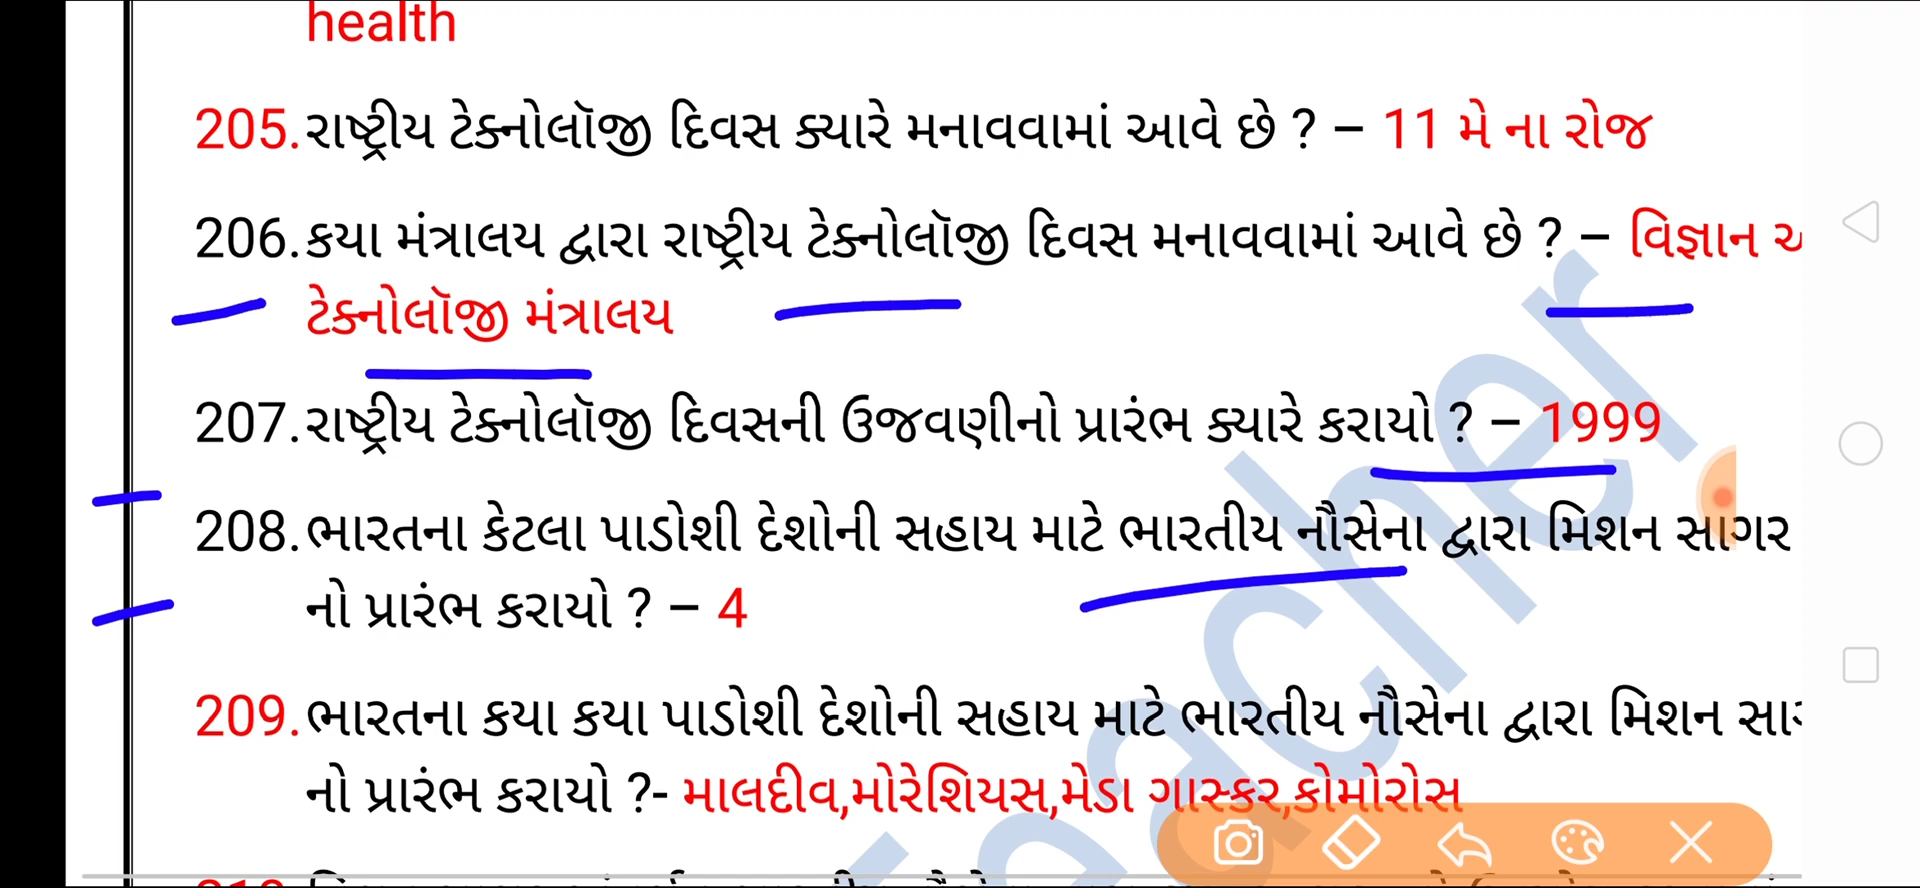 health
205. રાષ્ટ્રીય ટેક્નોલૉજી દિવસ ક્યારે મનાવવામાં આવે છે ? – 11 મે ના રોજ
206. કયા મંત્રાલય દ્વારા રાષ્ટ્રીય ટેક્નોલૉજી દિવસ મનાવવામાં આવે છે ? – વિજ્ઞાન
ટેક્નોલૉજી મંત્રાલય
207. રાષ્ટ્રીય ટેક્નોલૉજી દિવસની ઉજવણીનો પ્રારંભ ક્યારે કરાયો ? – 1999
208. ભારતના કેટલા પાડોશી દેશોની સહાય માટે ભારતીય નૌસેના દ્વારા મિશન સાગર
નો પ્રારંભ કરાયો ? – 4
209. ભારતના કયા કયા પાડોશી દેશોની સહાય માટે ભારતીય નૌસેના દ્વારા મિશન
નો પ્રારંભ કરાયો ?- માલદીવ,મોરેશિયસ,મેડા ગાસ્કર,કોમોરોસ